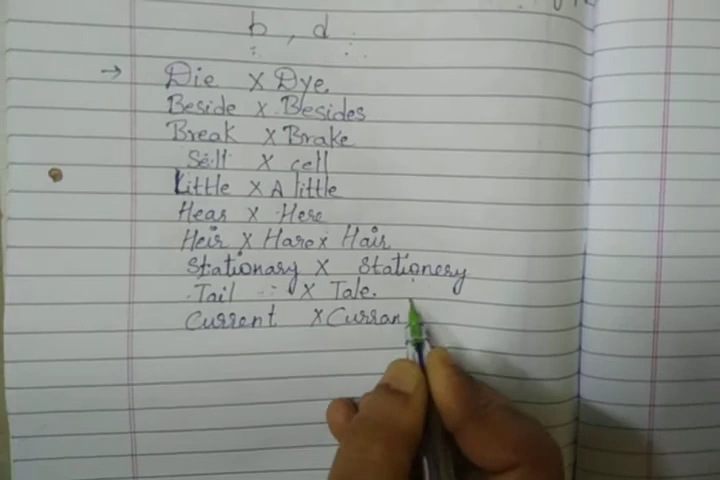 b , d
→ Die X Dye
Beside X Besides
Break X Brake
Sell X cell
Little X A little
Hear X Here
Heir X Hare X Hair
Stationary X Stationery
Tail X Tale.
Current X Curran